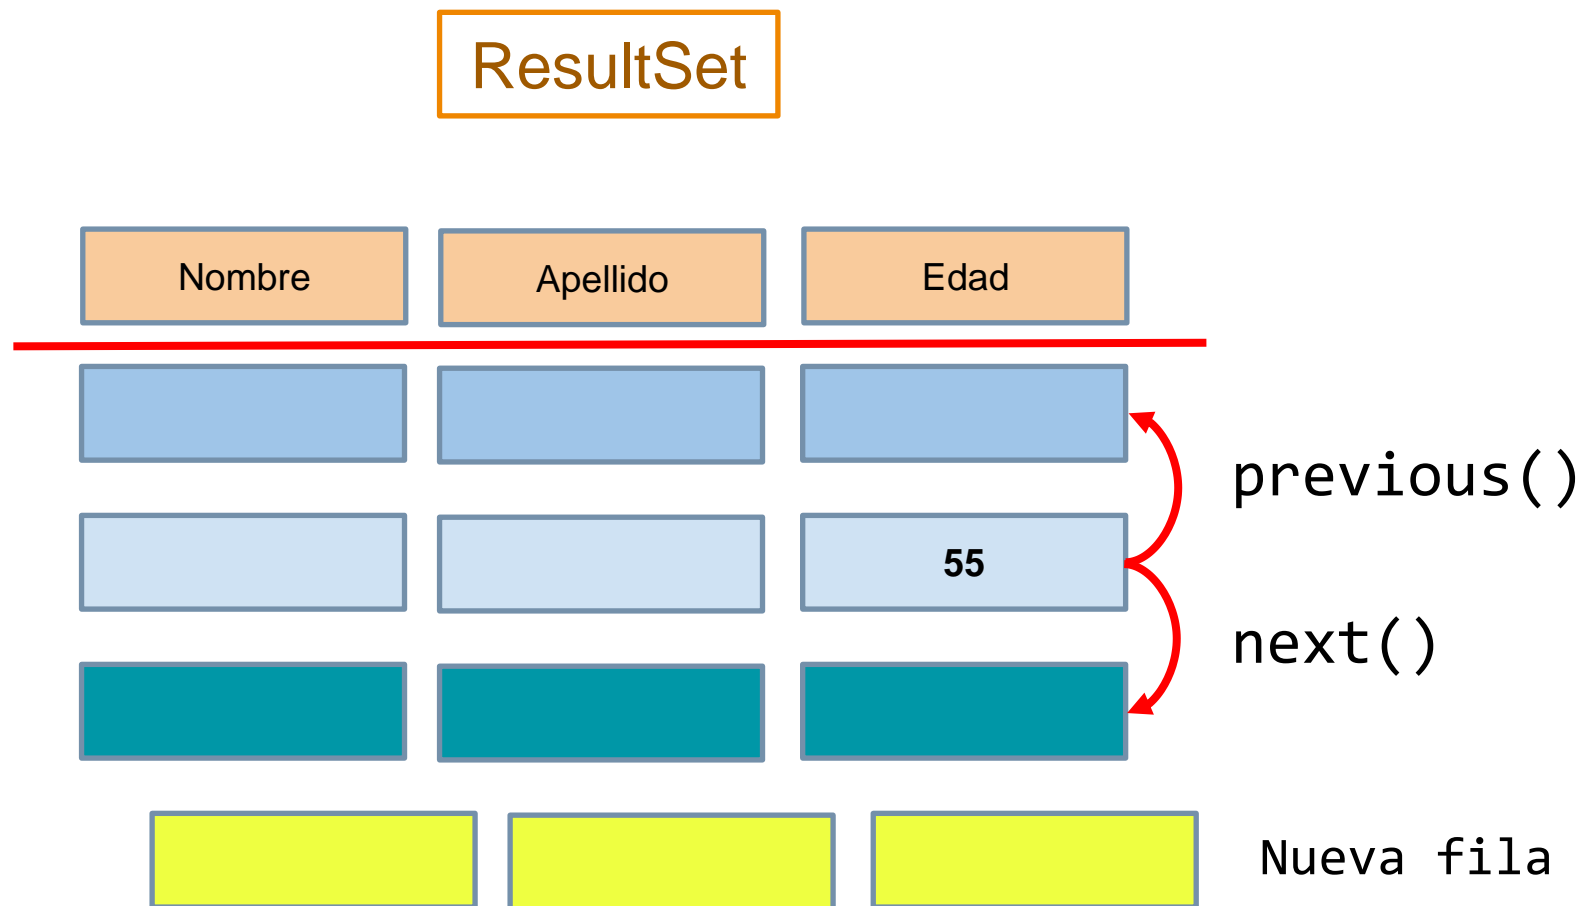 ResultSet
Nombre
Apellido
Edad
previous()
55
next()
Nueva fila